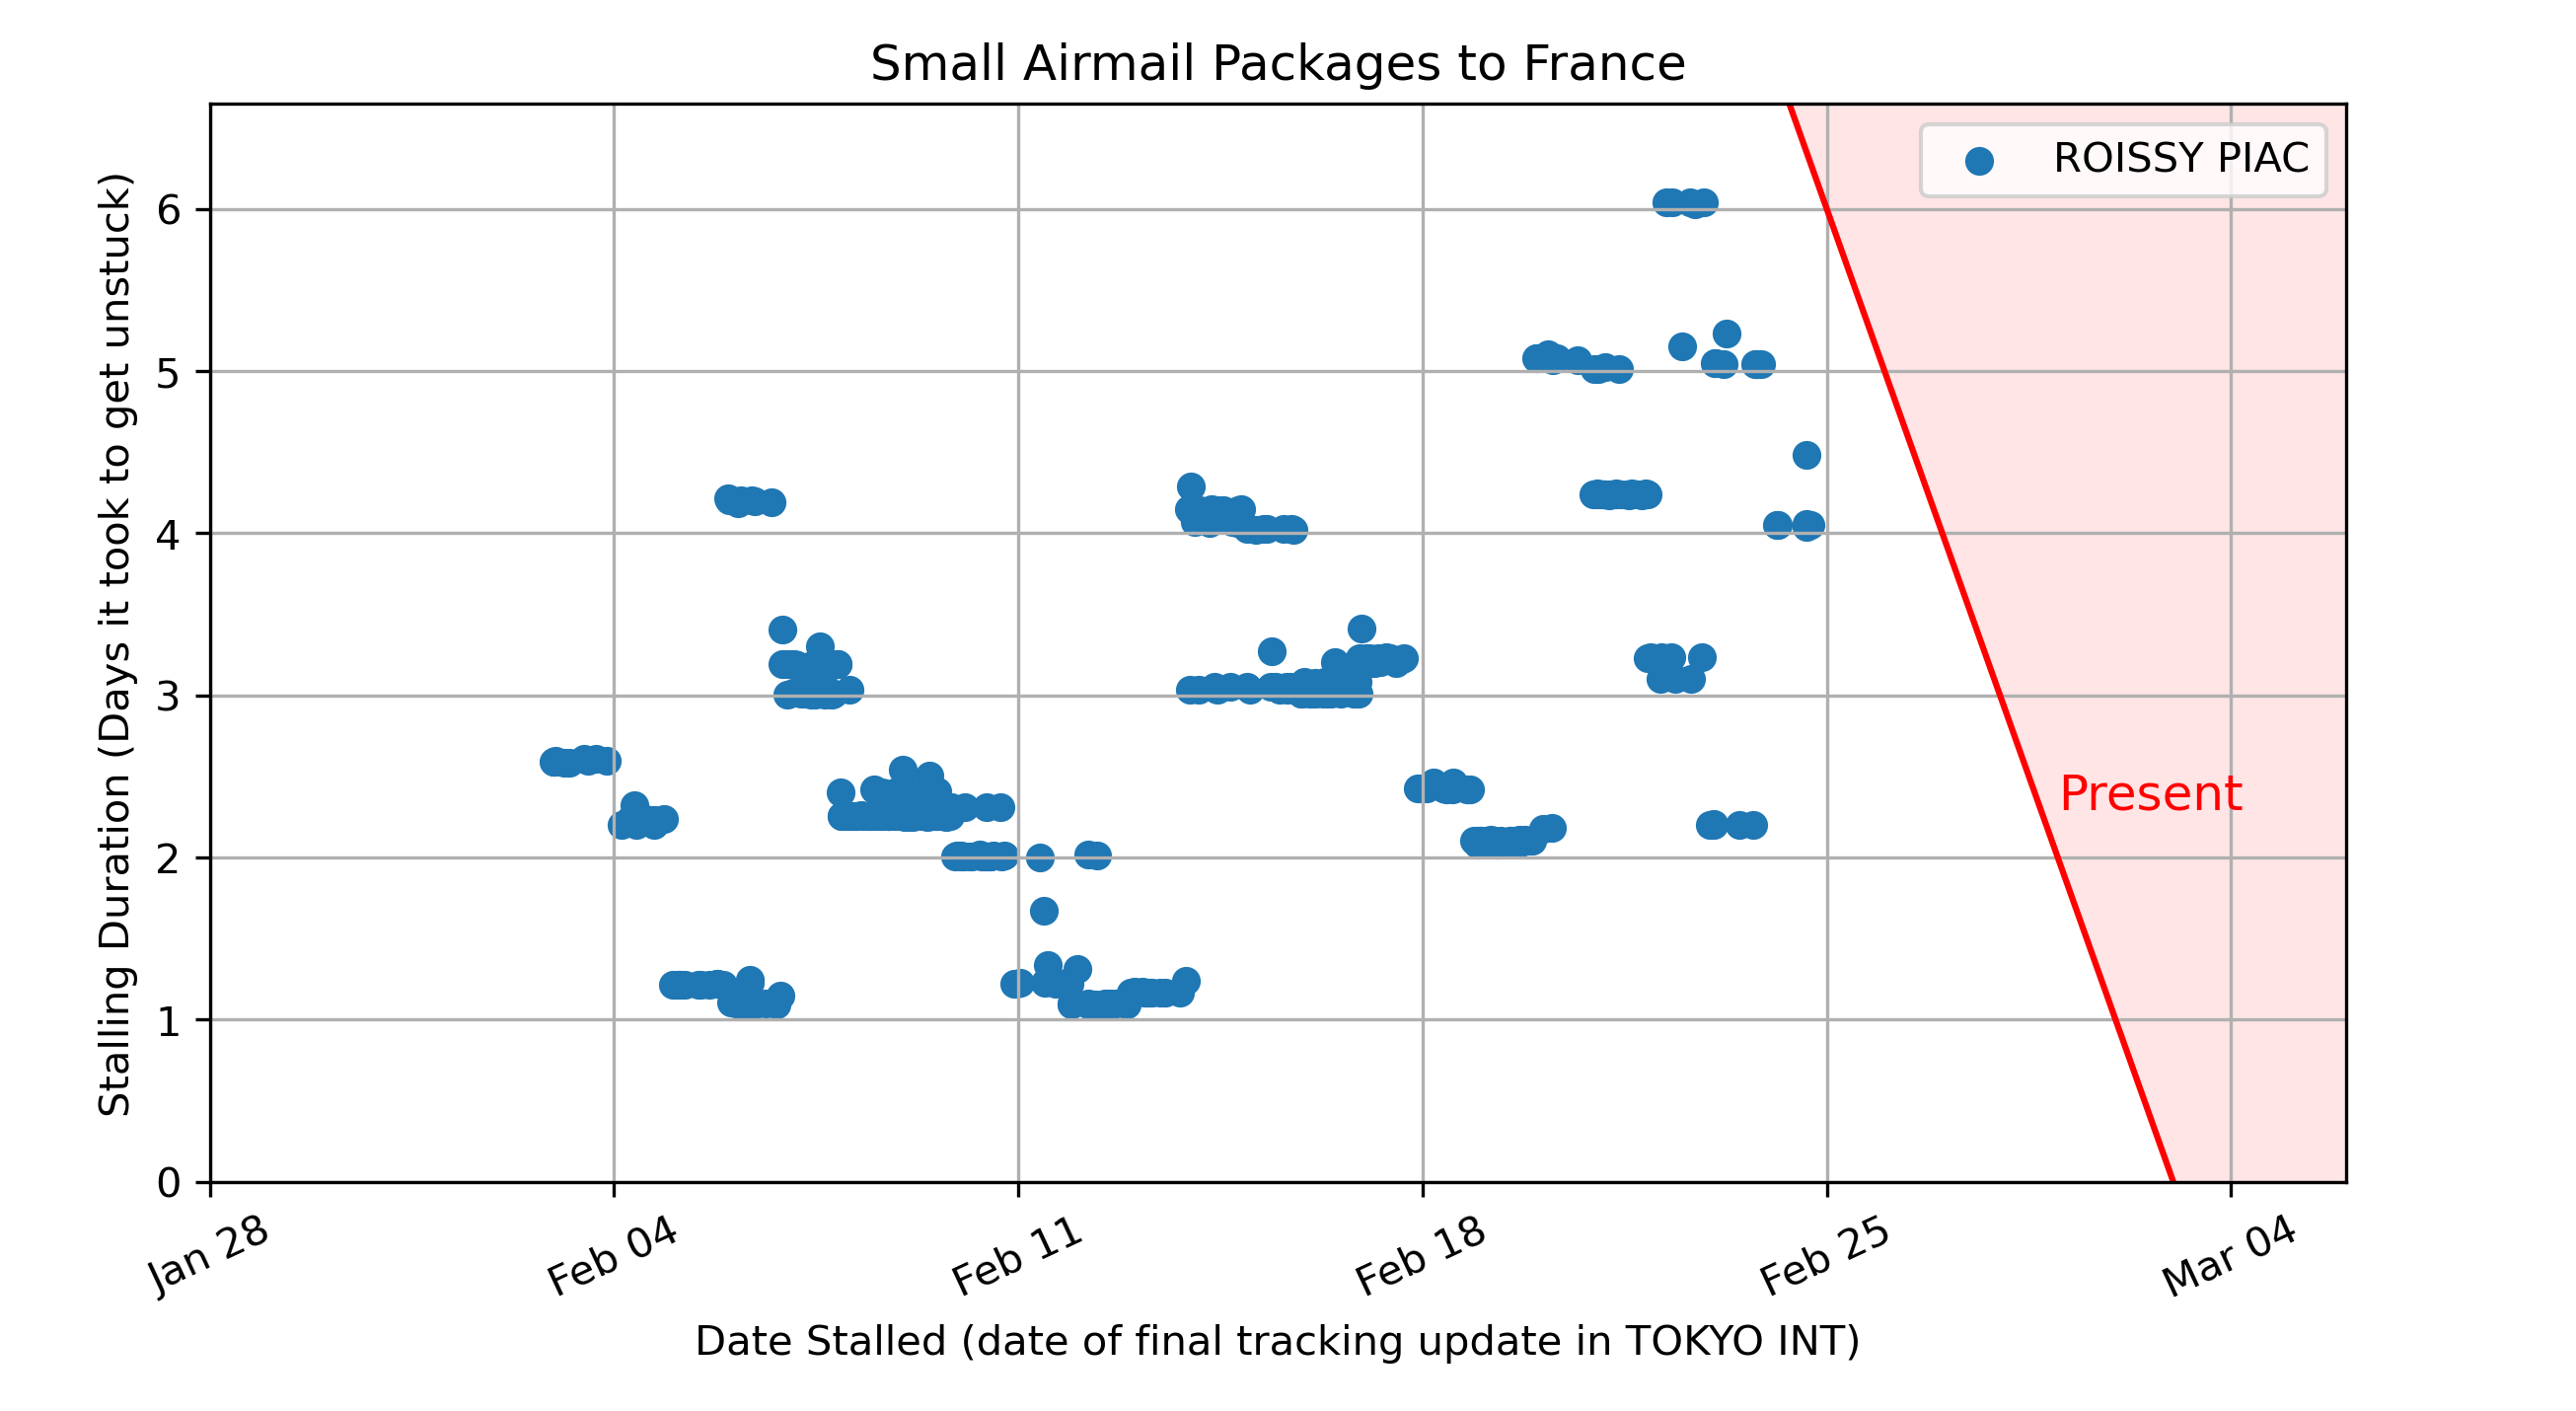 Small Airmail Packages to France
ROISSY PIAC
Stalling Duration (Days it took to get unstuck)
6
5
4
3
2
1
0
Present
Jan 28
Feb 04
Feb 11
Feb 18
Feb 25
Mar 04
Date Stalled (date of final tracking update in TOKYO INT)